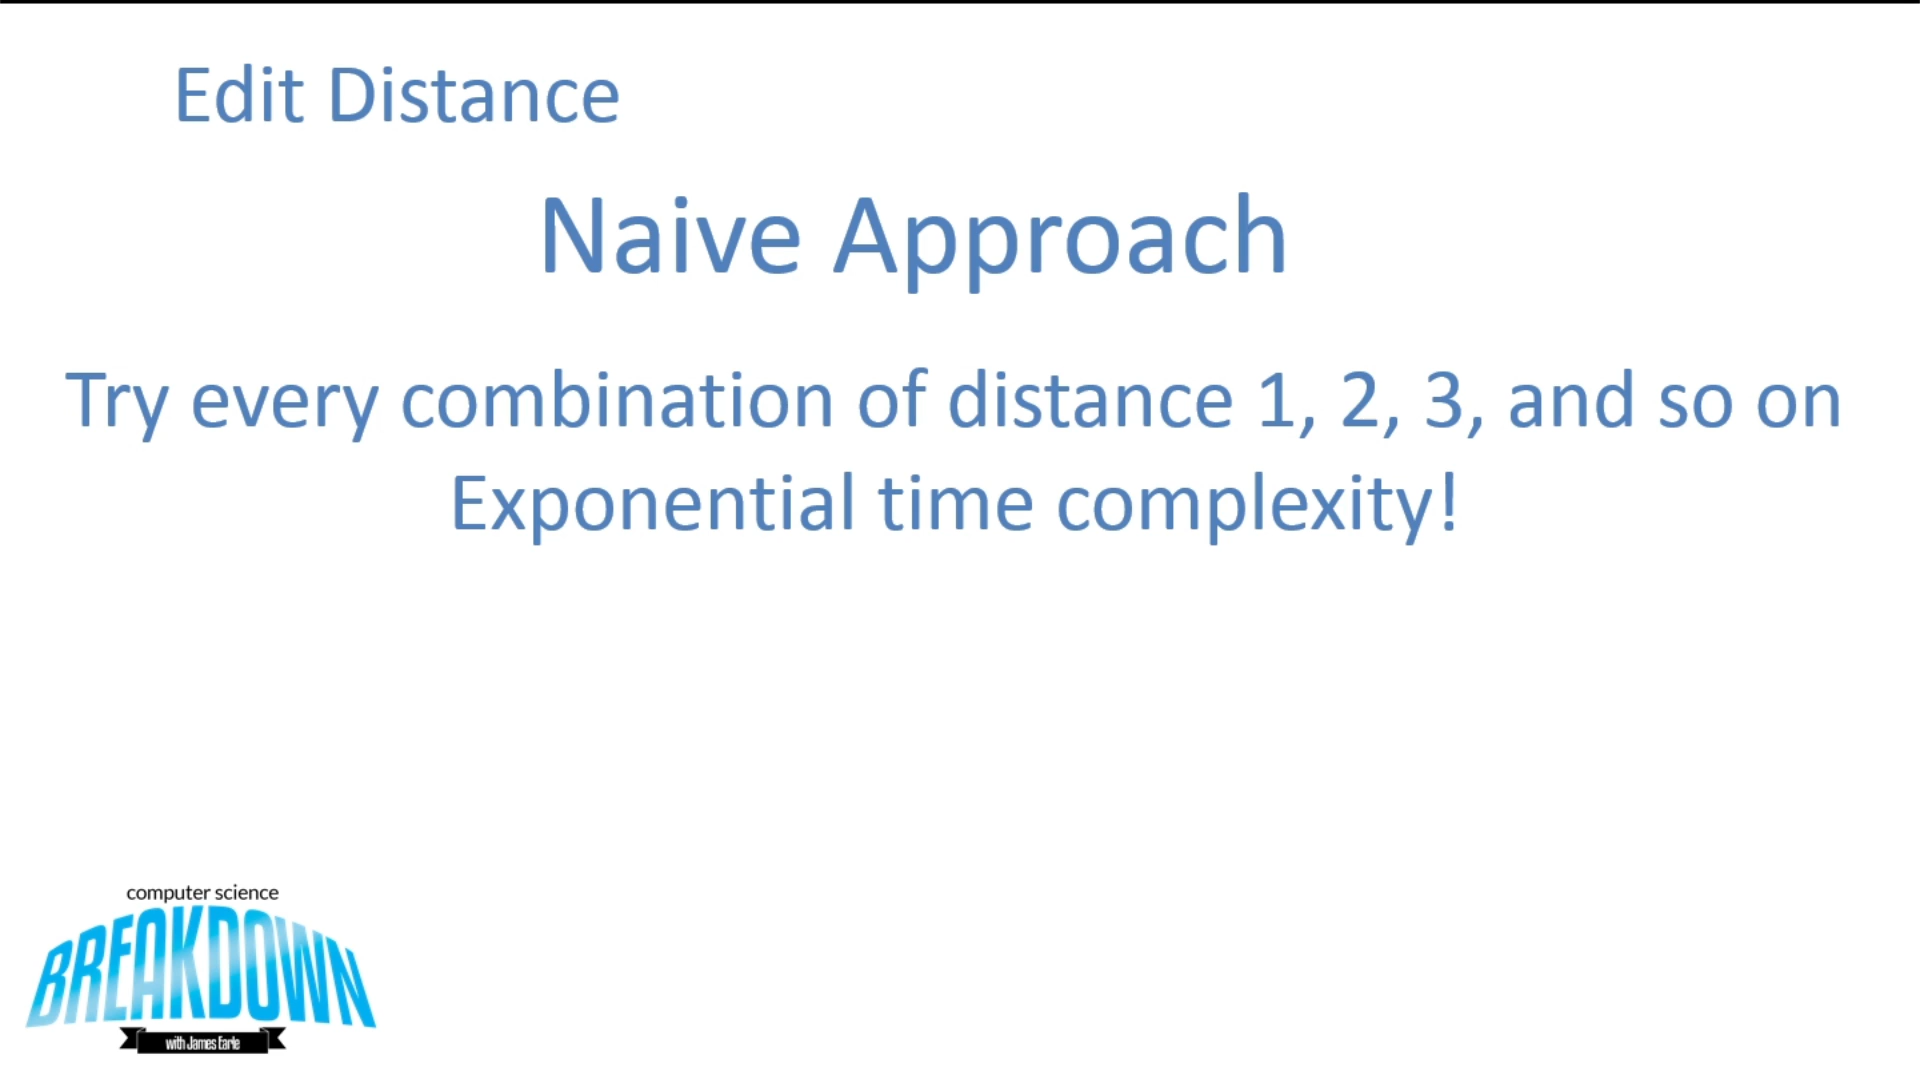 Edit Distance
Naive Approach
Try every combination of distance 1, 2, 3, and so on
Exponential time complexity!
computer science
BREAKDOWN
with James Earle